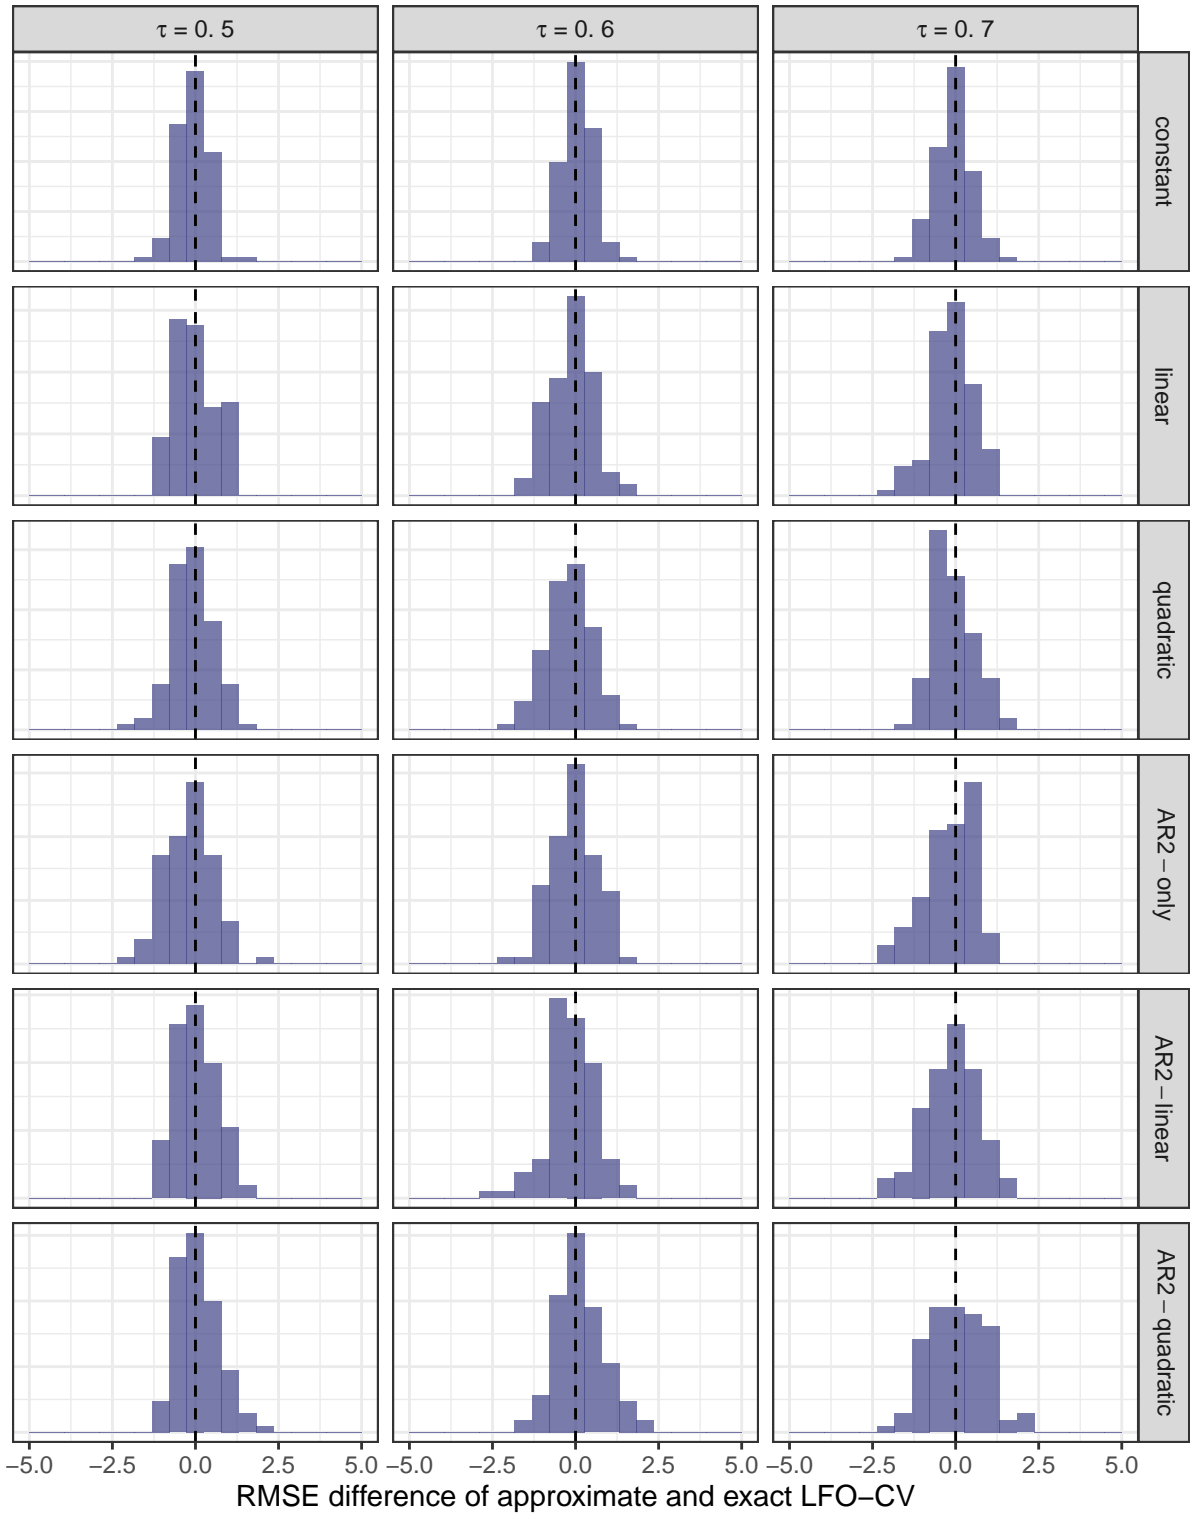 τ = 0. 5
τ = 0. 6
τ = 0. 7
constant
linear
quadratic
AR2−only
AR2−linear
AR2−quadratic
−5.0 −2.5 0.0 2.5 5.0 −5.0 −2.5 0.0 2.5 5.0 −5.0 −2.5 0.0 2.5 5.0
RMSE difference of approximate and exact LFO−CV